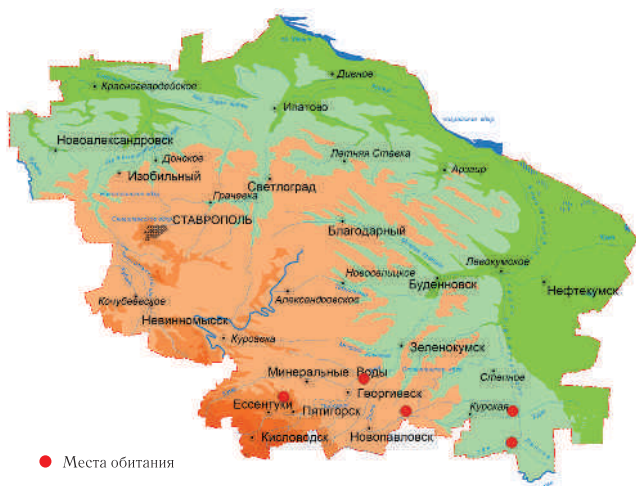 Дивное
Красногвардейское
Ипатово
Новоалександровск
Донское
Летняя Ставка
Арзгир
Изобильный
Светлоград
Грачевка
СТАВРОПОЛЬ
Благодарный
Левокумское
Новоселицкое
Буденновск
Нефтекумск
Кочубеевское
Александровское
Невинномысск
Курсавка
Зеленокумск
Минеральные Воды
Степное
Георгиевск
Ессентуки
Пятигорск
Курская
Кисловодск
Новопавловск
Места обитания